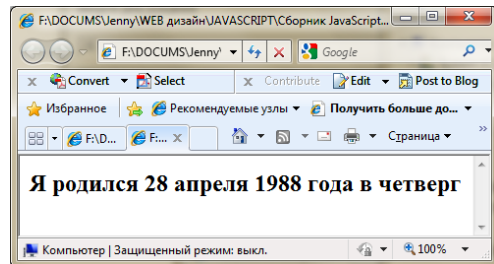 F:\DOCUMS\Jenny\WEB дизайн\JAVASCRIPT\Сборник JavaScript...
F:\DOCUMS\Jenny\ Google
x Convert Select x Contribute Edit Post to Blog
Избранное Рекомендуемые узлы Получить больше до...
F:\D... F:... x Страница »
Я родился 28 апреля 1988 года в четверг
Компьютер | Защищенный режим: выкл. 100%